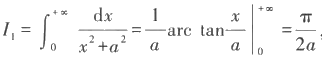 I₁ = ∫₀⁺∞ dx/(x²+a²) = (1/a) arc tan (x/a) |₀⁺∞ = π/(2a),